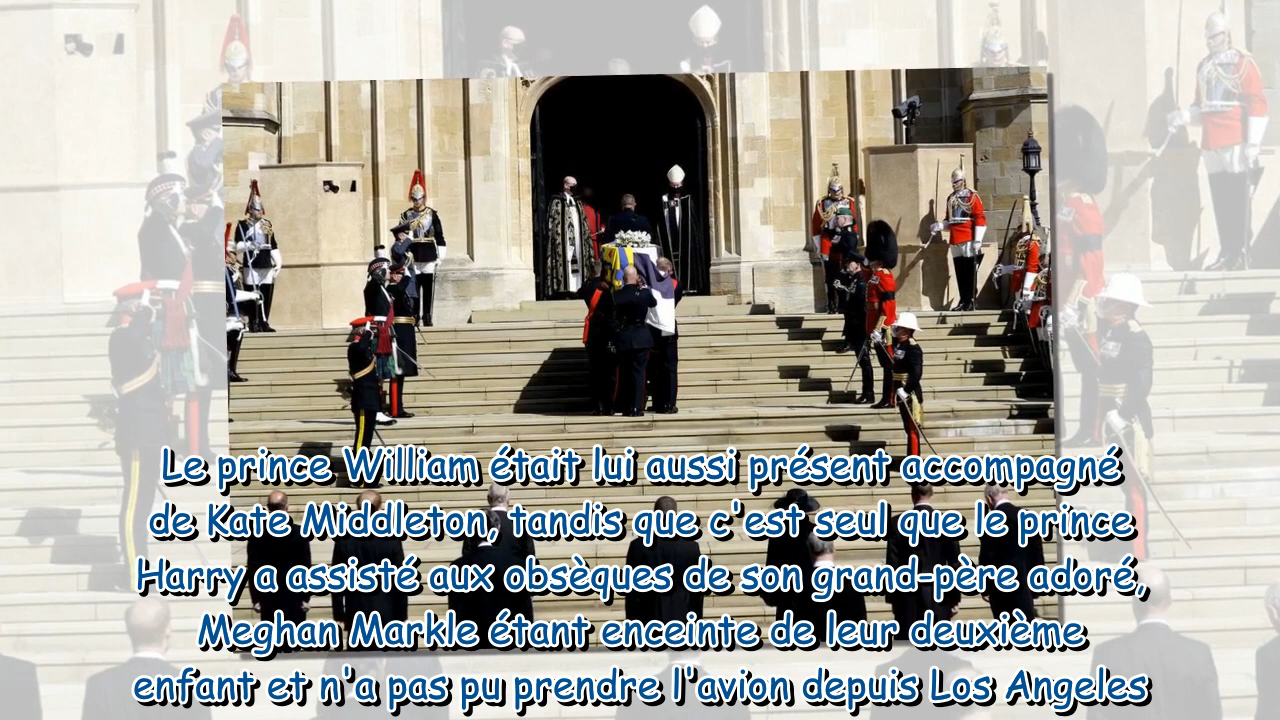 Le prince William était lui aussi présent accompagné
de Kate Middleton, tandis que c'est seul que le prince
Harry a assisté aux obsèques de son grand-père adoré,
Meghan Markle étant enceinte de leur deuxième
enfant et n'a pas pu prendre l'avion depuis Los Angeles